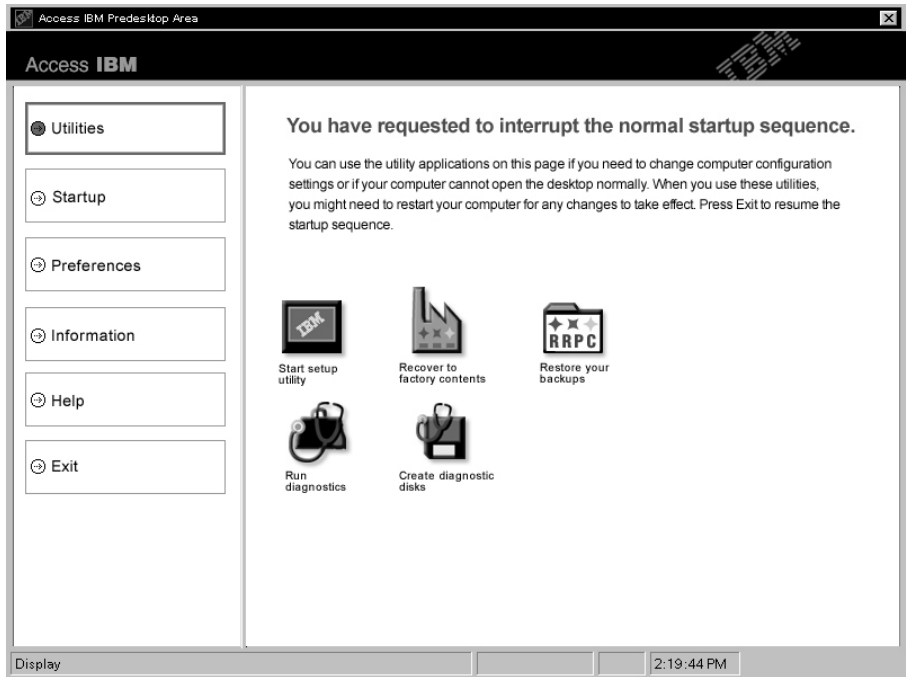 Access IBM Predesktop Area
Access IBM
IBM
Utilities
Startup
Preferences
Information
Help
Exit
You have requested to interrupt the normal startup sequence.
You can use the utility applications on this page if you need to change computer configuration
settings or if your computer cannot open the desktop normally. When you use these utilities,
you might need to restart your computer for any changes to take effect. Press Exit to resume the
startup sequence.
IBM
Start setup
utility
Recover to
factory contents
RRPC
Restore your
backups
Run
diagnostics
Create diagnostic
disks
Display
2:19:44 PM